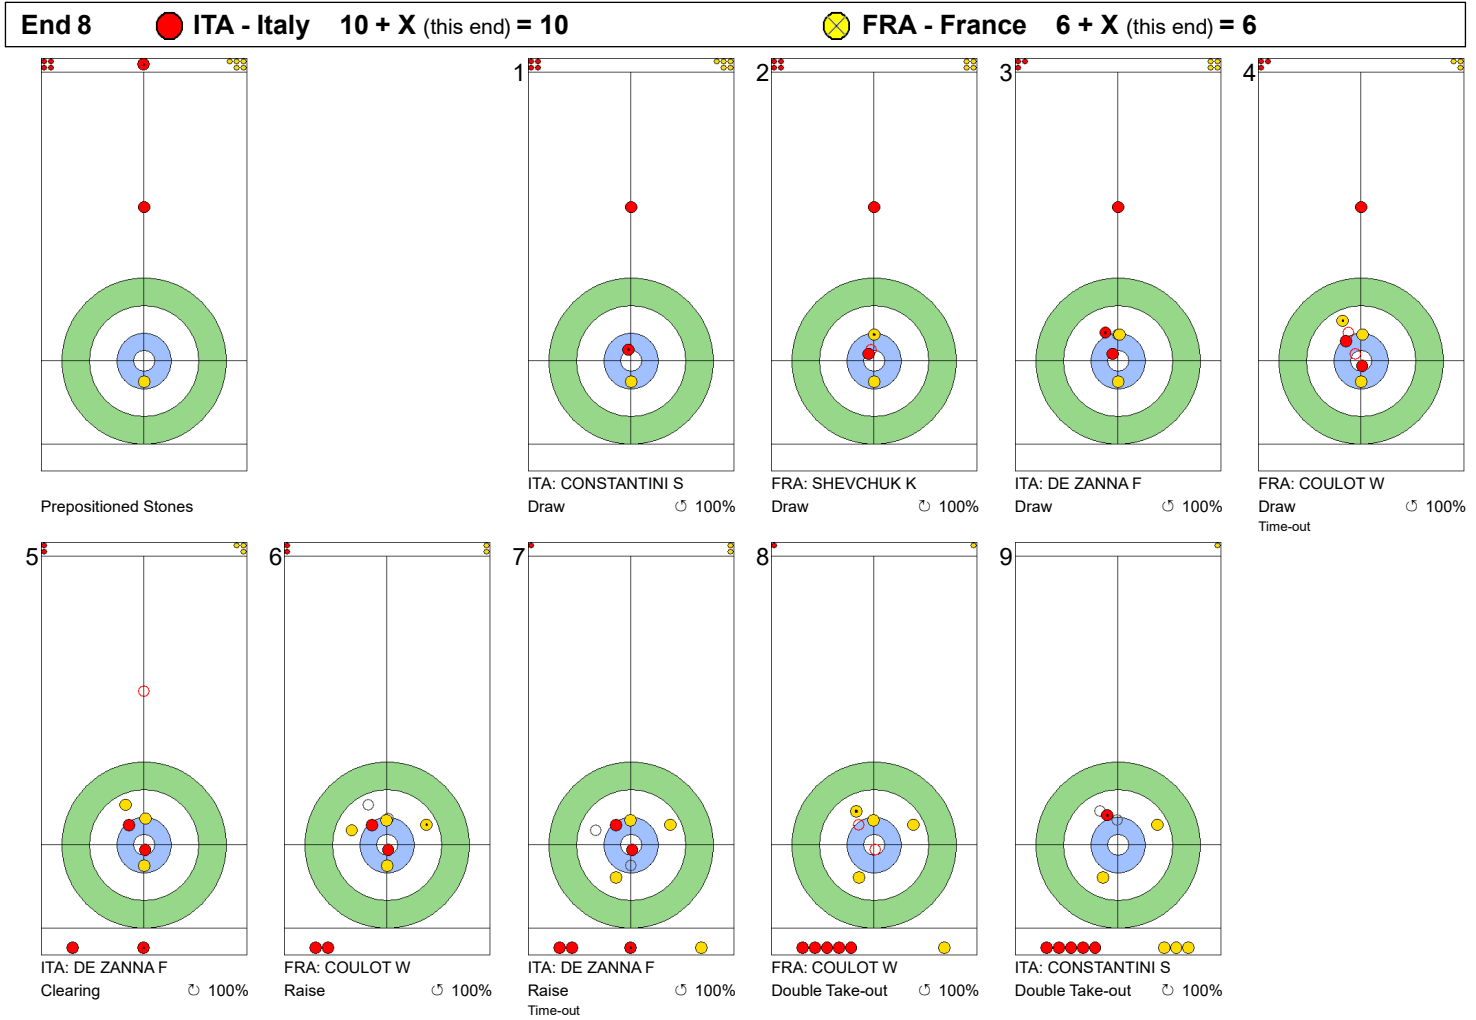 End 8 ITA - Italy 10 + X (this end) = 10 FRA - France 6 + X (this end) = 6
Prepositioned Stones
1
ITA: CONSTANTINI S
Draw ↺ 100%
2
FRA: SHEVCHUK K
Draw ↻ 100%
3
ITA: DE ZANNA F
Draw ↺ 100%
4
FRA: COULOT W
Draw ↺ 100%
Time-out
5
ITA: DE ZANNA F
Clearing ↻ 100%
6
FRA: COULOT W
Raise ↺ 100%
7
ITA: DE ZANNA F
Raise ↺ 100%
Time-out
8
FRA: COULOT W
Double Take-out ↺ 100%
9
ITA: CONSTANTINI S
Double Take-out ↻ 100%